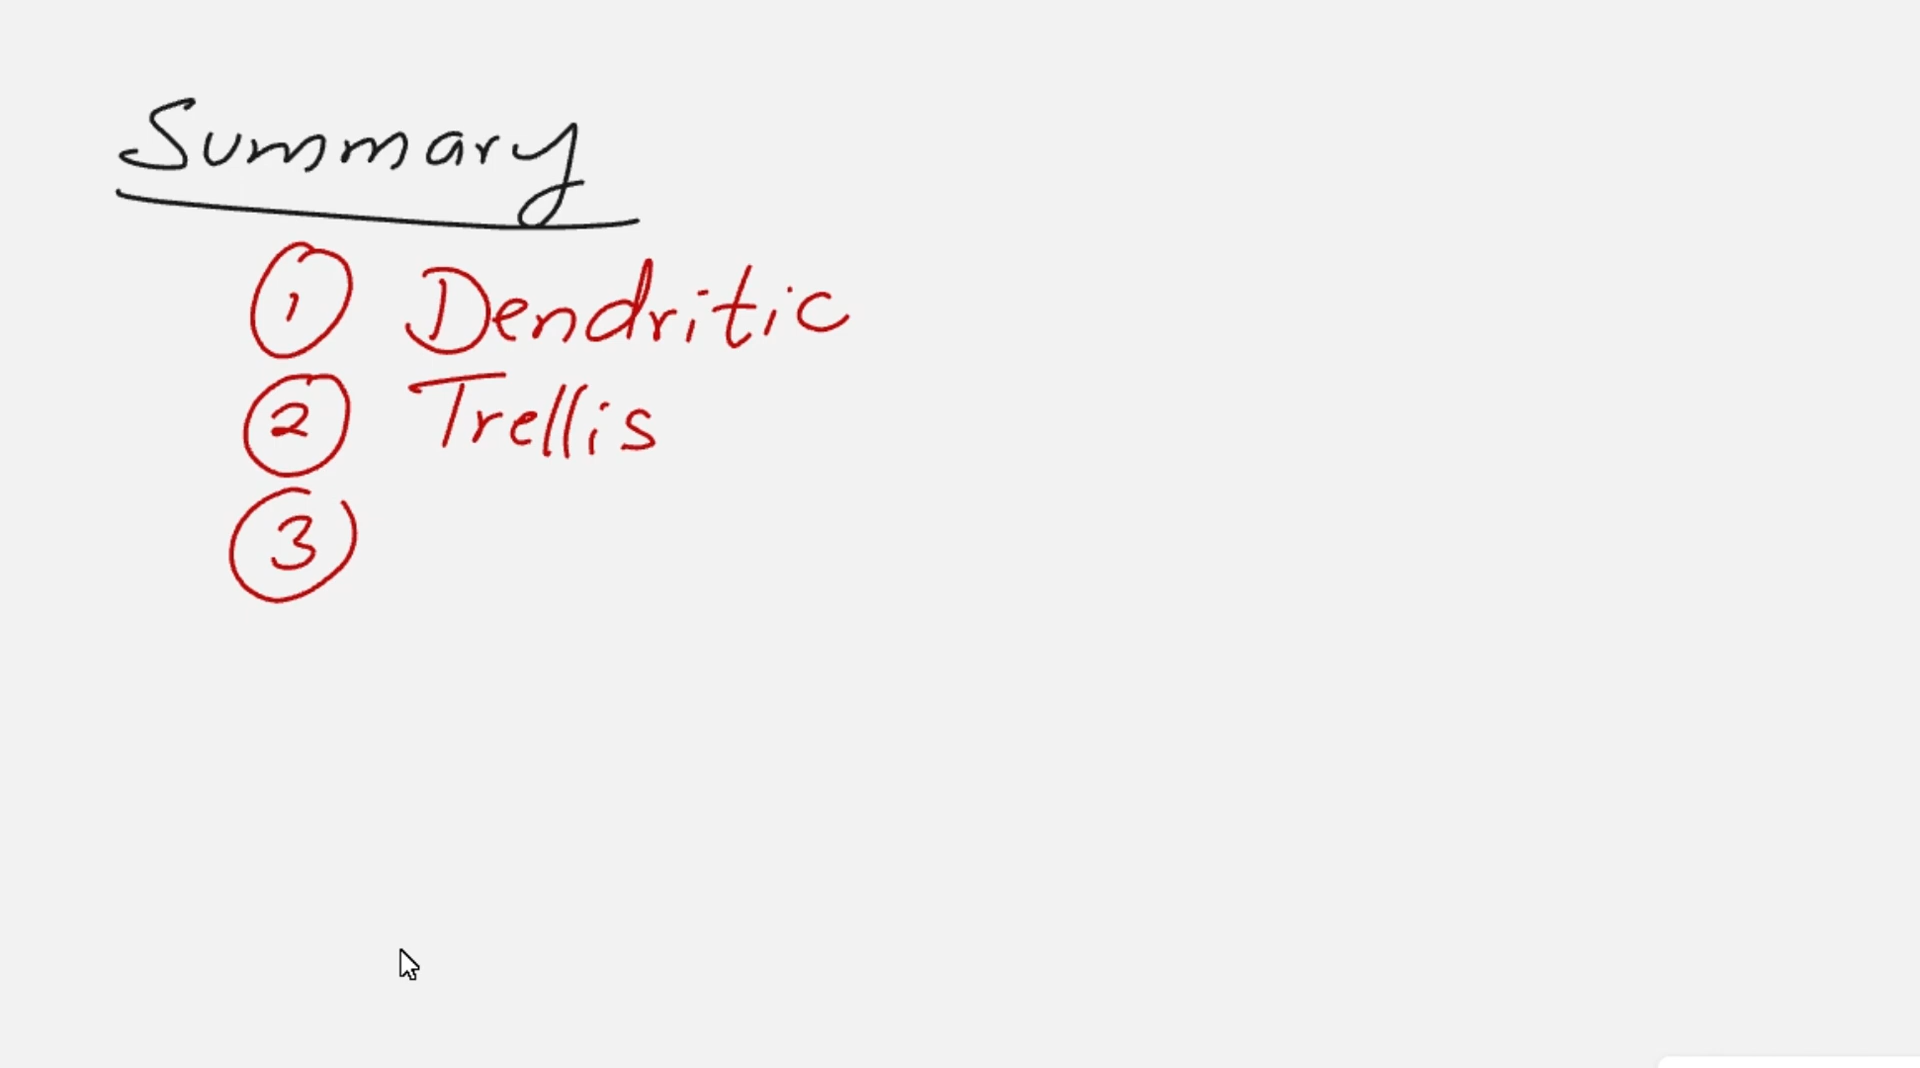 Summary
① Dendritic
② Trellis
③